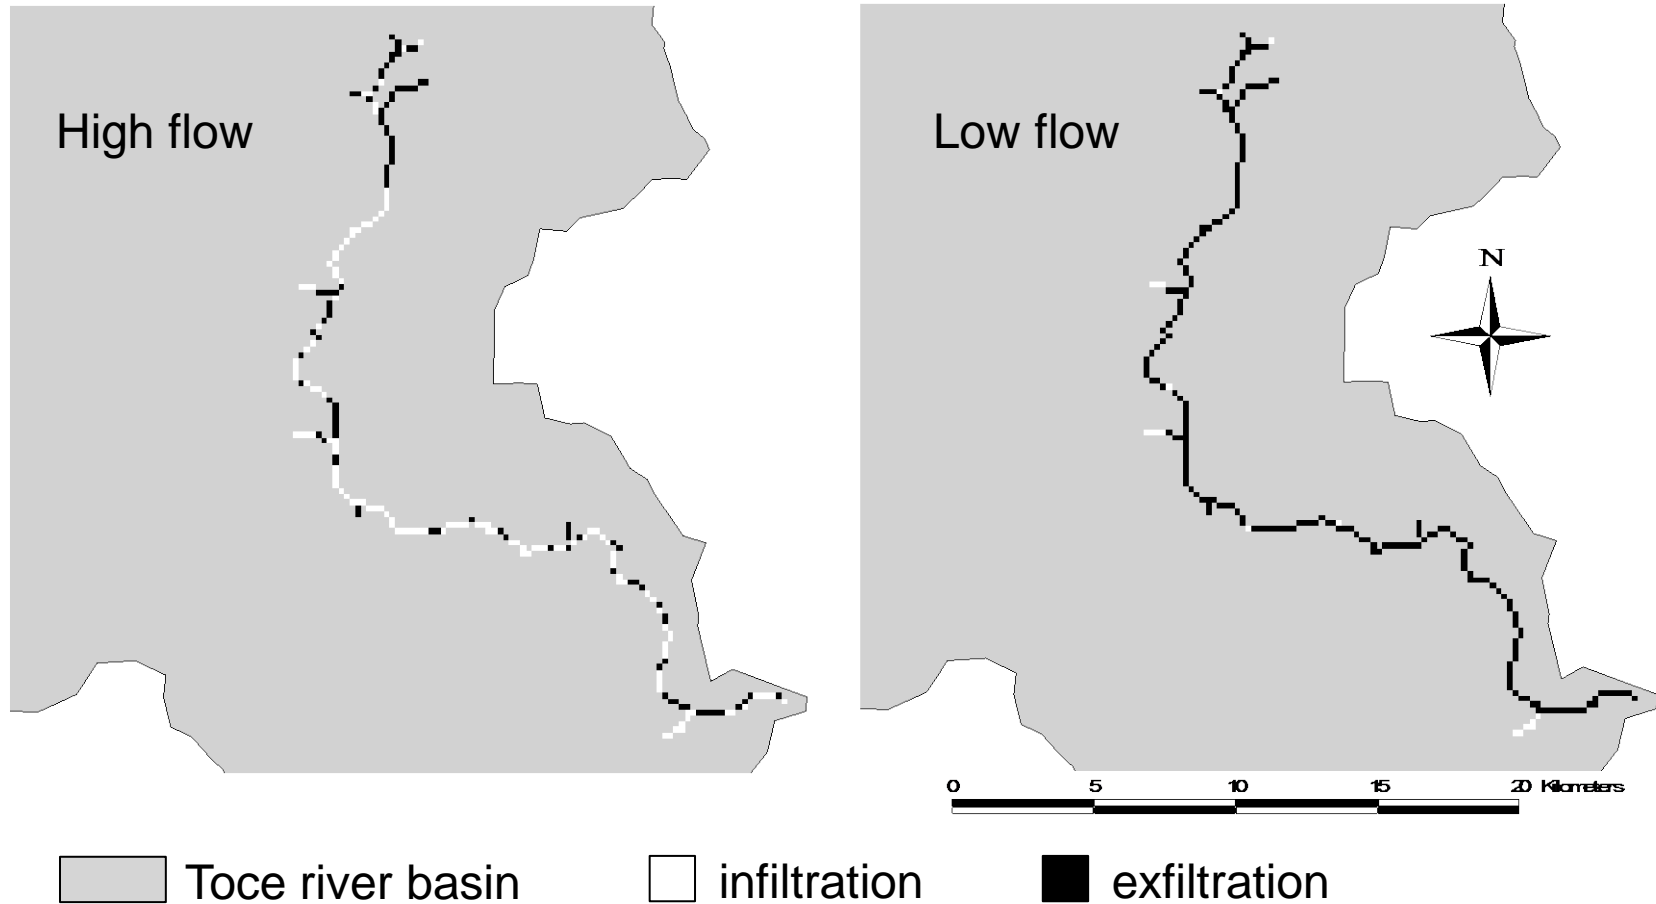 High flow
Low flow
N
0 5 10 15 20 Kilometers
Toce river basin infiltration exfiltration